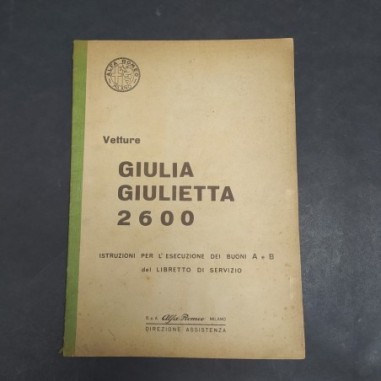 ALFA ROMEO
MILANO
Vetture
GIULIA
GIULIETTA
2600
ISTRUZIONI PER L'ESECUZIONE DEI BUONI A e B
del LIBRETTO DI SERVIZIO
S.p.A. Alfa Romeo MILANO
DIREZIONE ASSISTENZA